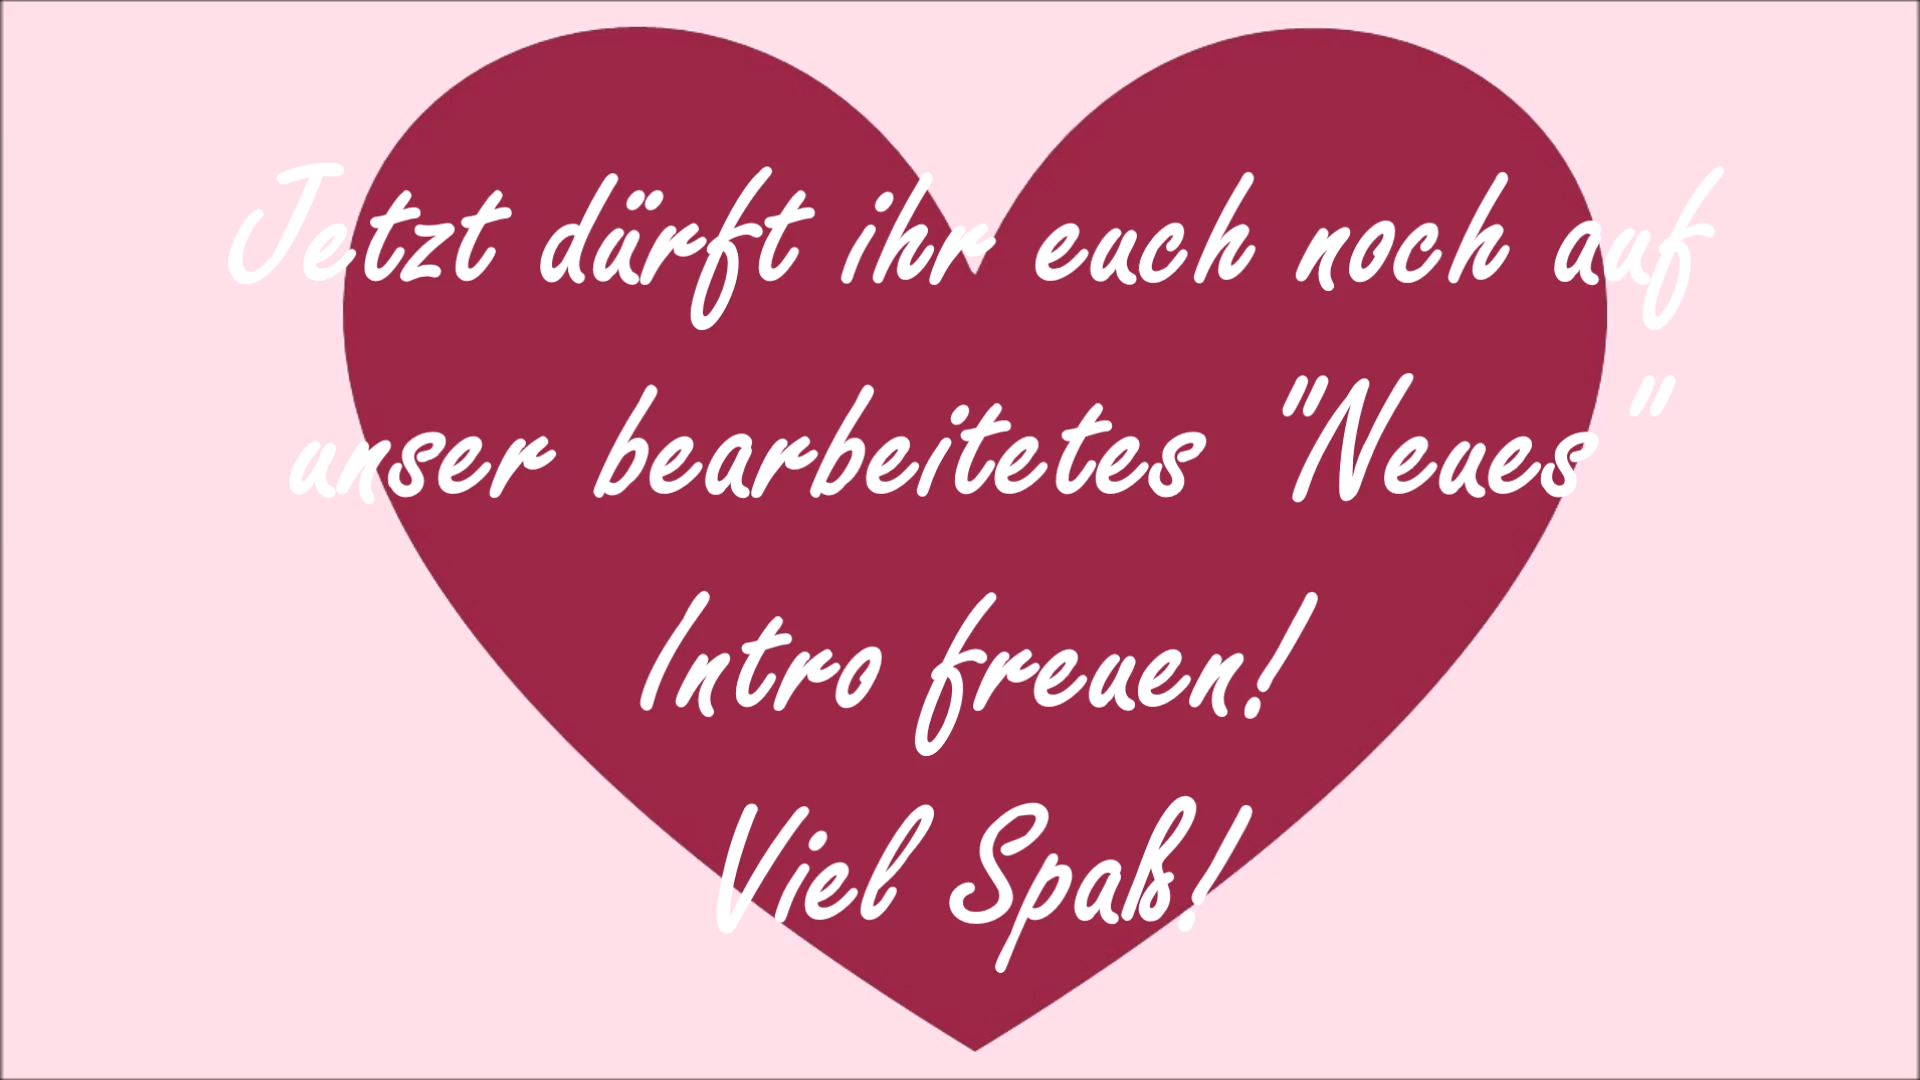 Jetzt dürft ihr euch noch auf
unser bearbeitetes "Neues"
Intro freuen!
Viel Spaß!